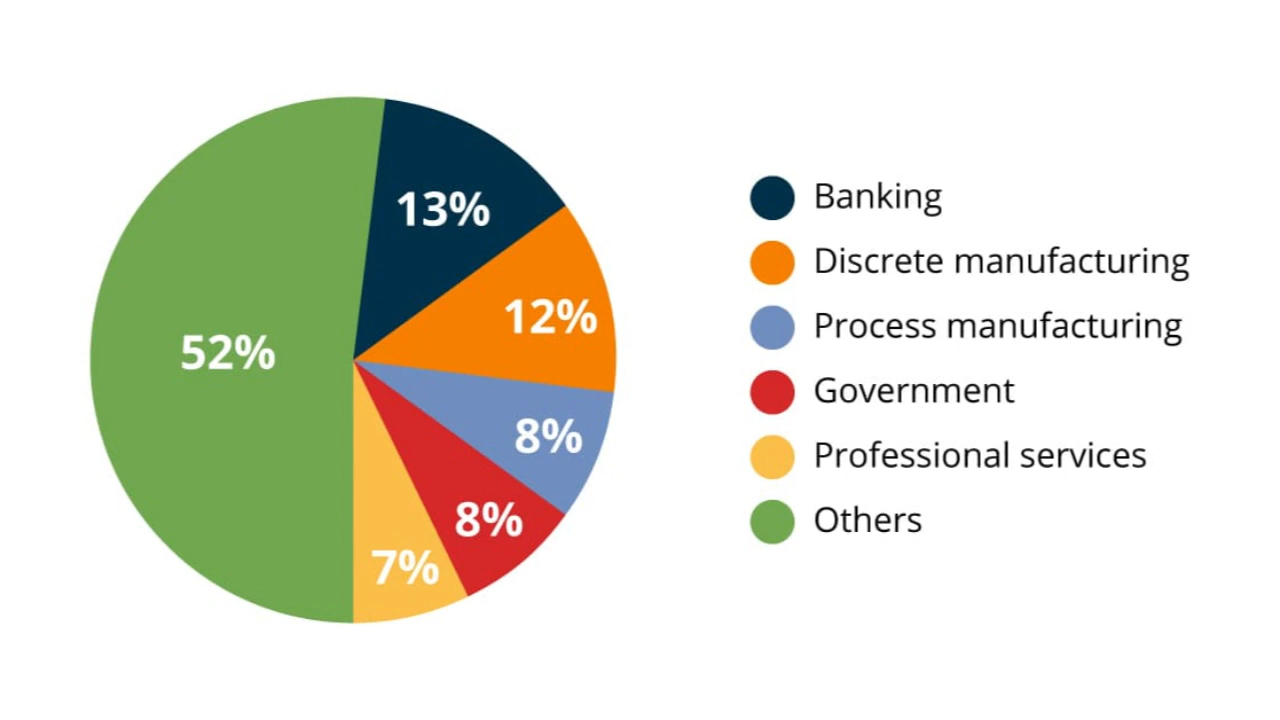 13%
12%
52%
8%
8%
7%
Banking
Discrete manufacturing
Process manufacturing
Government
Professional services
Others